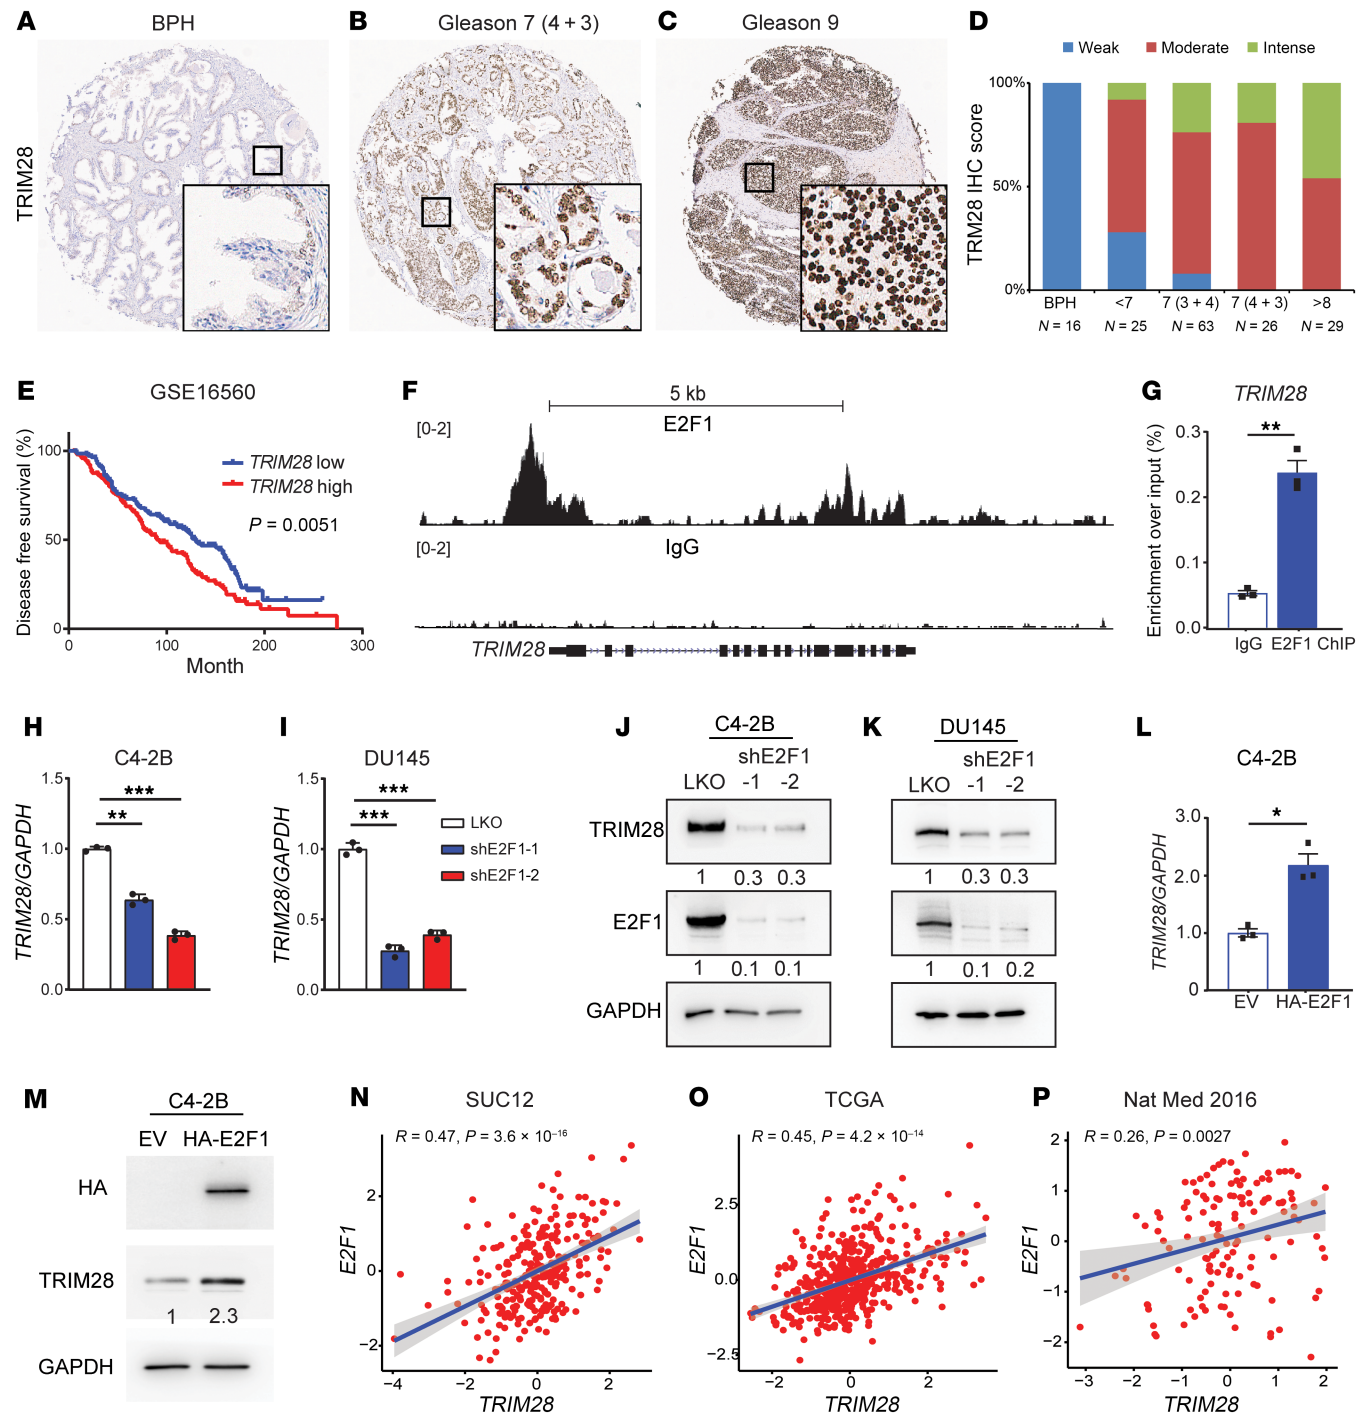 A BPH
B Gleason 7 (4 + 3)
C Gleason 9
TRIM28
D
Weak Moderate Intense
TRM28 IHC score
100%
50%
0%
BPH <7 7 (3 + 4) 7 (4 + 3) >8
N = 16 N = 25 N = 63 N = 26 N = 29
E GSE16560
Disease free survival (%)
100
50
0
TRIM28 low
TRIM28 high
P = 0.0051
0 100 200 300
Month
F
5 kb
[0-2] E2F1
[0-2] IgG
TRIM28
G TRIM28
Enrichment over input (%)
0.3
0.2
0.1
0.0
**
IgG E2F1 ChIP
H C4-2B
TRIM28/GAPDH
1.5
1.0
0.5
0.0
***
**
I DU145
TRIM28/GAPDH
1.5
1.0
0.5
0.0
***
***
LKO
shE2F1-1
shE2F1-2
J C4-2B
shE2F1
LKO -1 -2
TRIM28
1 0.3 0.3
E2F1
1 0.1 0.1
GAPDH
K DU145
shE2F1
LKO -1 -2
1 0.3 0.3
1 0.1 0.2
L C4-2B
TRIM28/GAPDH
3.0
2.0
1.0
0
*
EV HA-E2F1
M C4-2B
EV HA-E2F1
HA
TRIM28
1 2.3
GAPDH
N SUC12
R = 0.47, P = 3.6 × 10⁻¹⁶
E2F1
2
0
−2
−4 −2 0 2
TRIM28
O TCGA
R = 0.45, P = 4.2 × 10⁻¹⁴
E2F1
2.5
0.0
−2.5
−2 0 2
TRIM28
P Nat Med 2016
R = 0.26, P = 0.0027
E2F1
2
1
0
−1
−2
−3 −2 −1 0 1 2
TRIM28